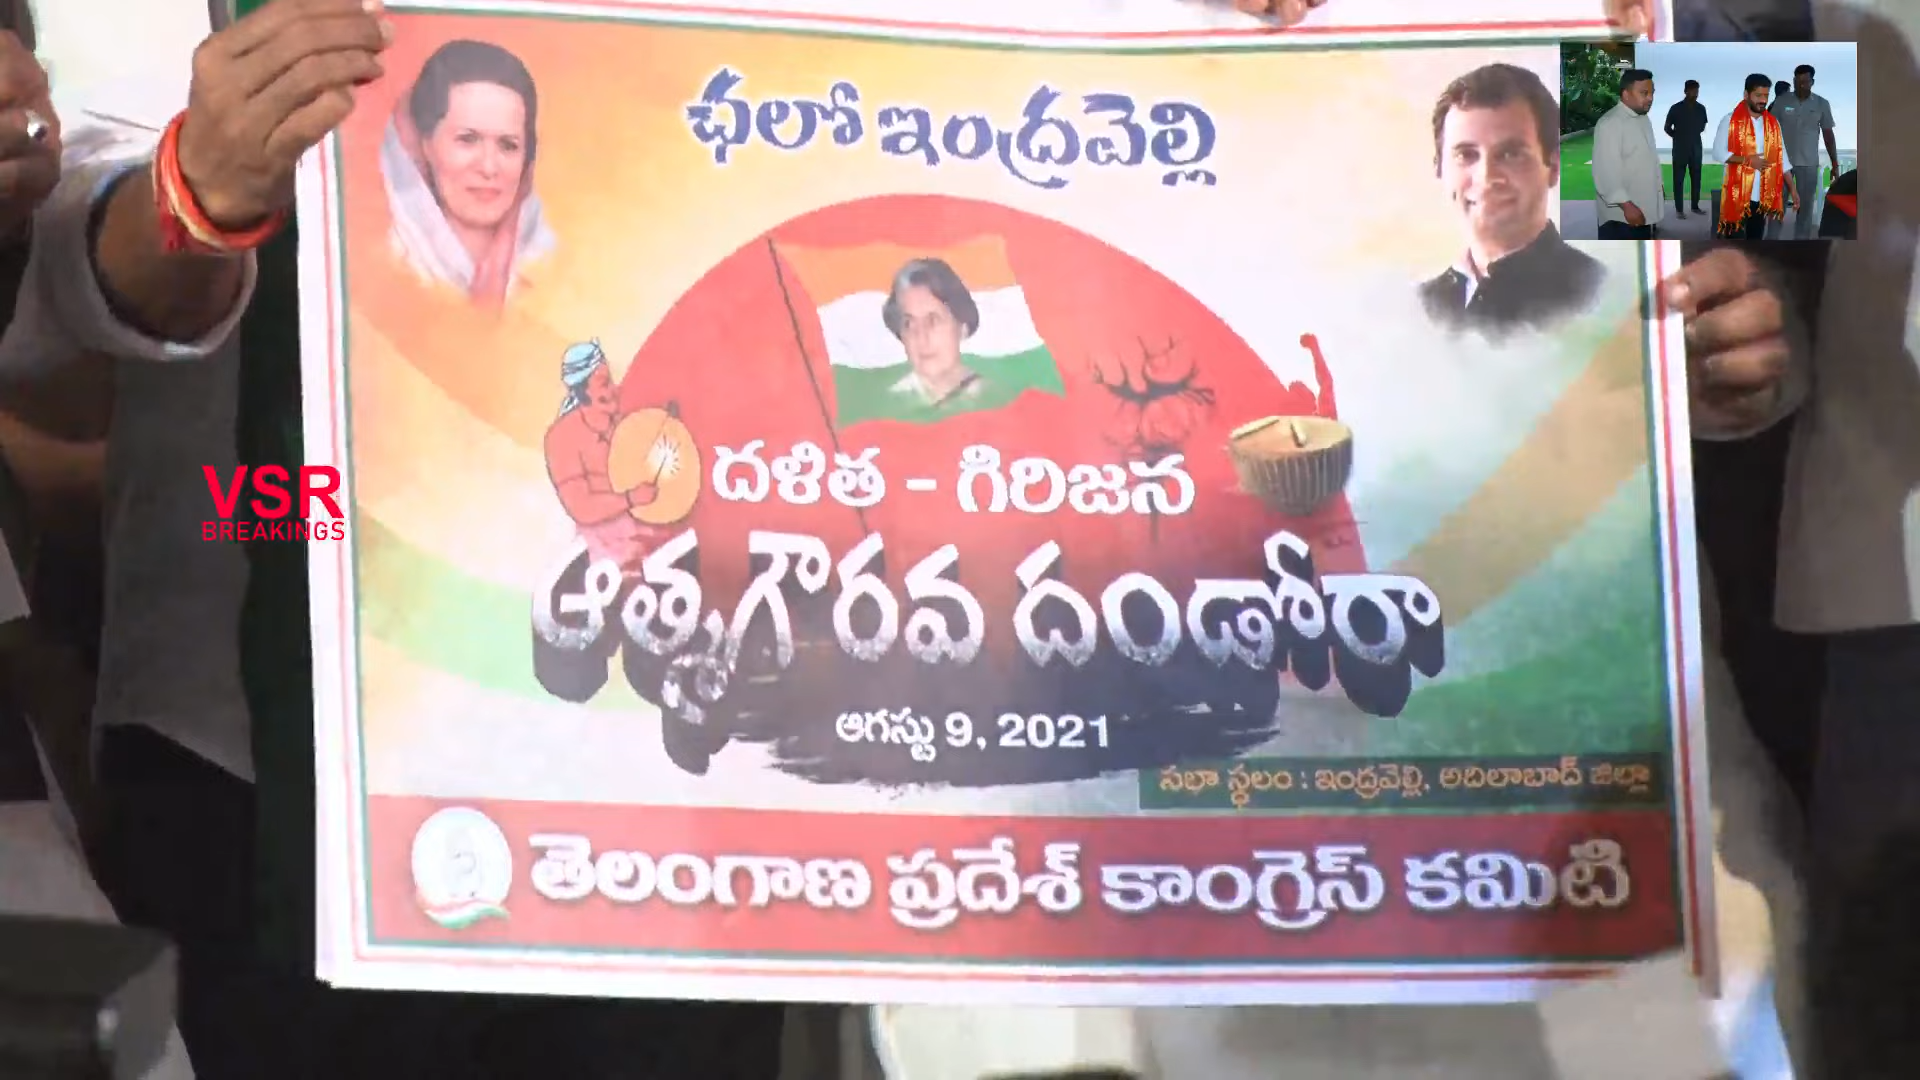 ఛలో ఇంద్రవెల్లి
దళిత - గిరిజన
ఆత్మగౌరవ దండోరా
ఆగస్టు 9, 2021
సభా స్థలం : ఇంద్రవెల్లి, అదిలాబాద్ జిల్లా
తెలంగాణ ప్రదేశ్ కాంగ్రెస్ కమిటి
VSR
BREAKINGS